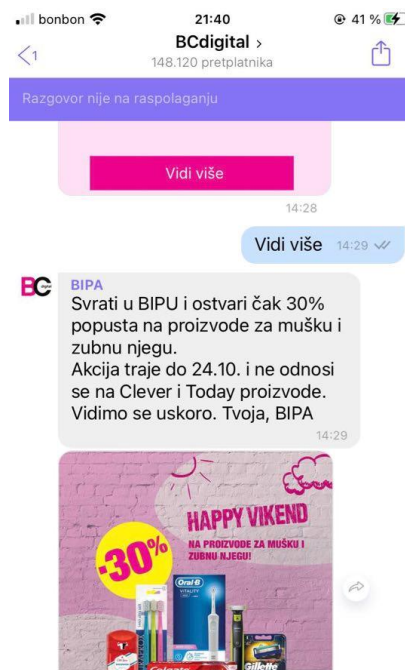 bonbon
21:40
41 %
1
BCdigital >
148.120 pretplatnika
Razgovor nije na raspolaganju
Vidi više
14:28
Vidi više 14:29
BC
BIPA
Svrati u BIPU i ostvari čak 30%
popusta na proizvode za mušku i
zubnu njegu.
Akcija traje do 24.10. i ne odnosi
se na Clever i Today proizvode.
Vidimo se uskoro. Tvoja, BIPA
14:29
HAPPY VIKEND
NA PROIZVODE ZA MUŠKU I
ZUBNU NJEGU!
-30%
Oral-B
VITALITY
Colgate
Gillette